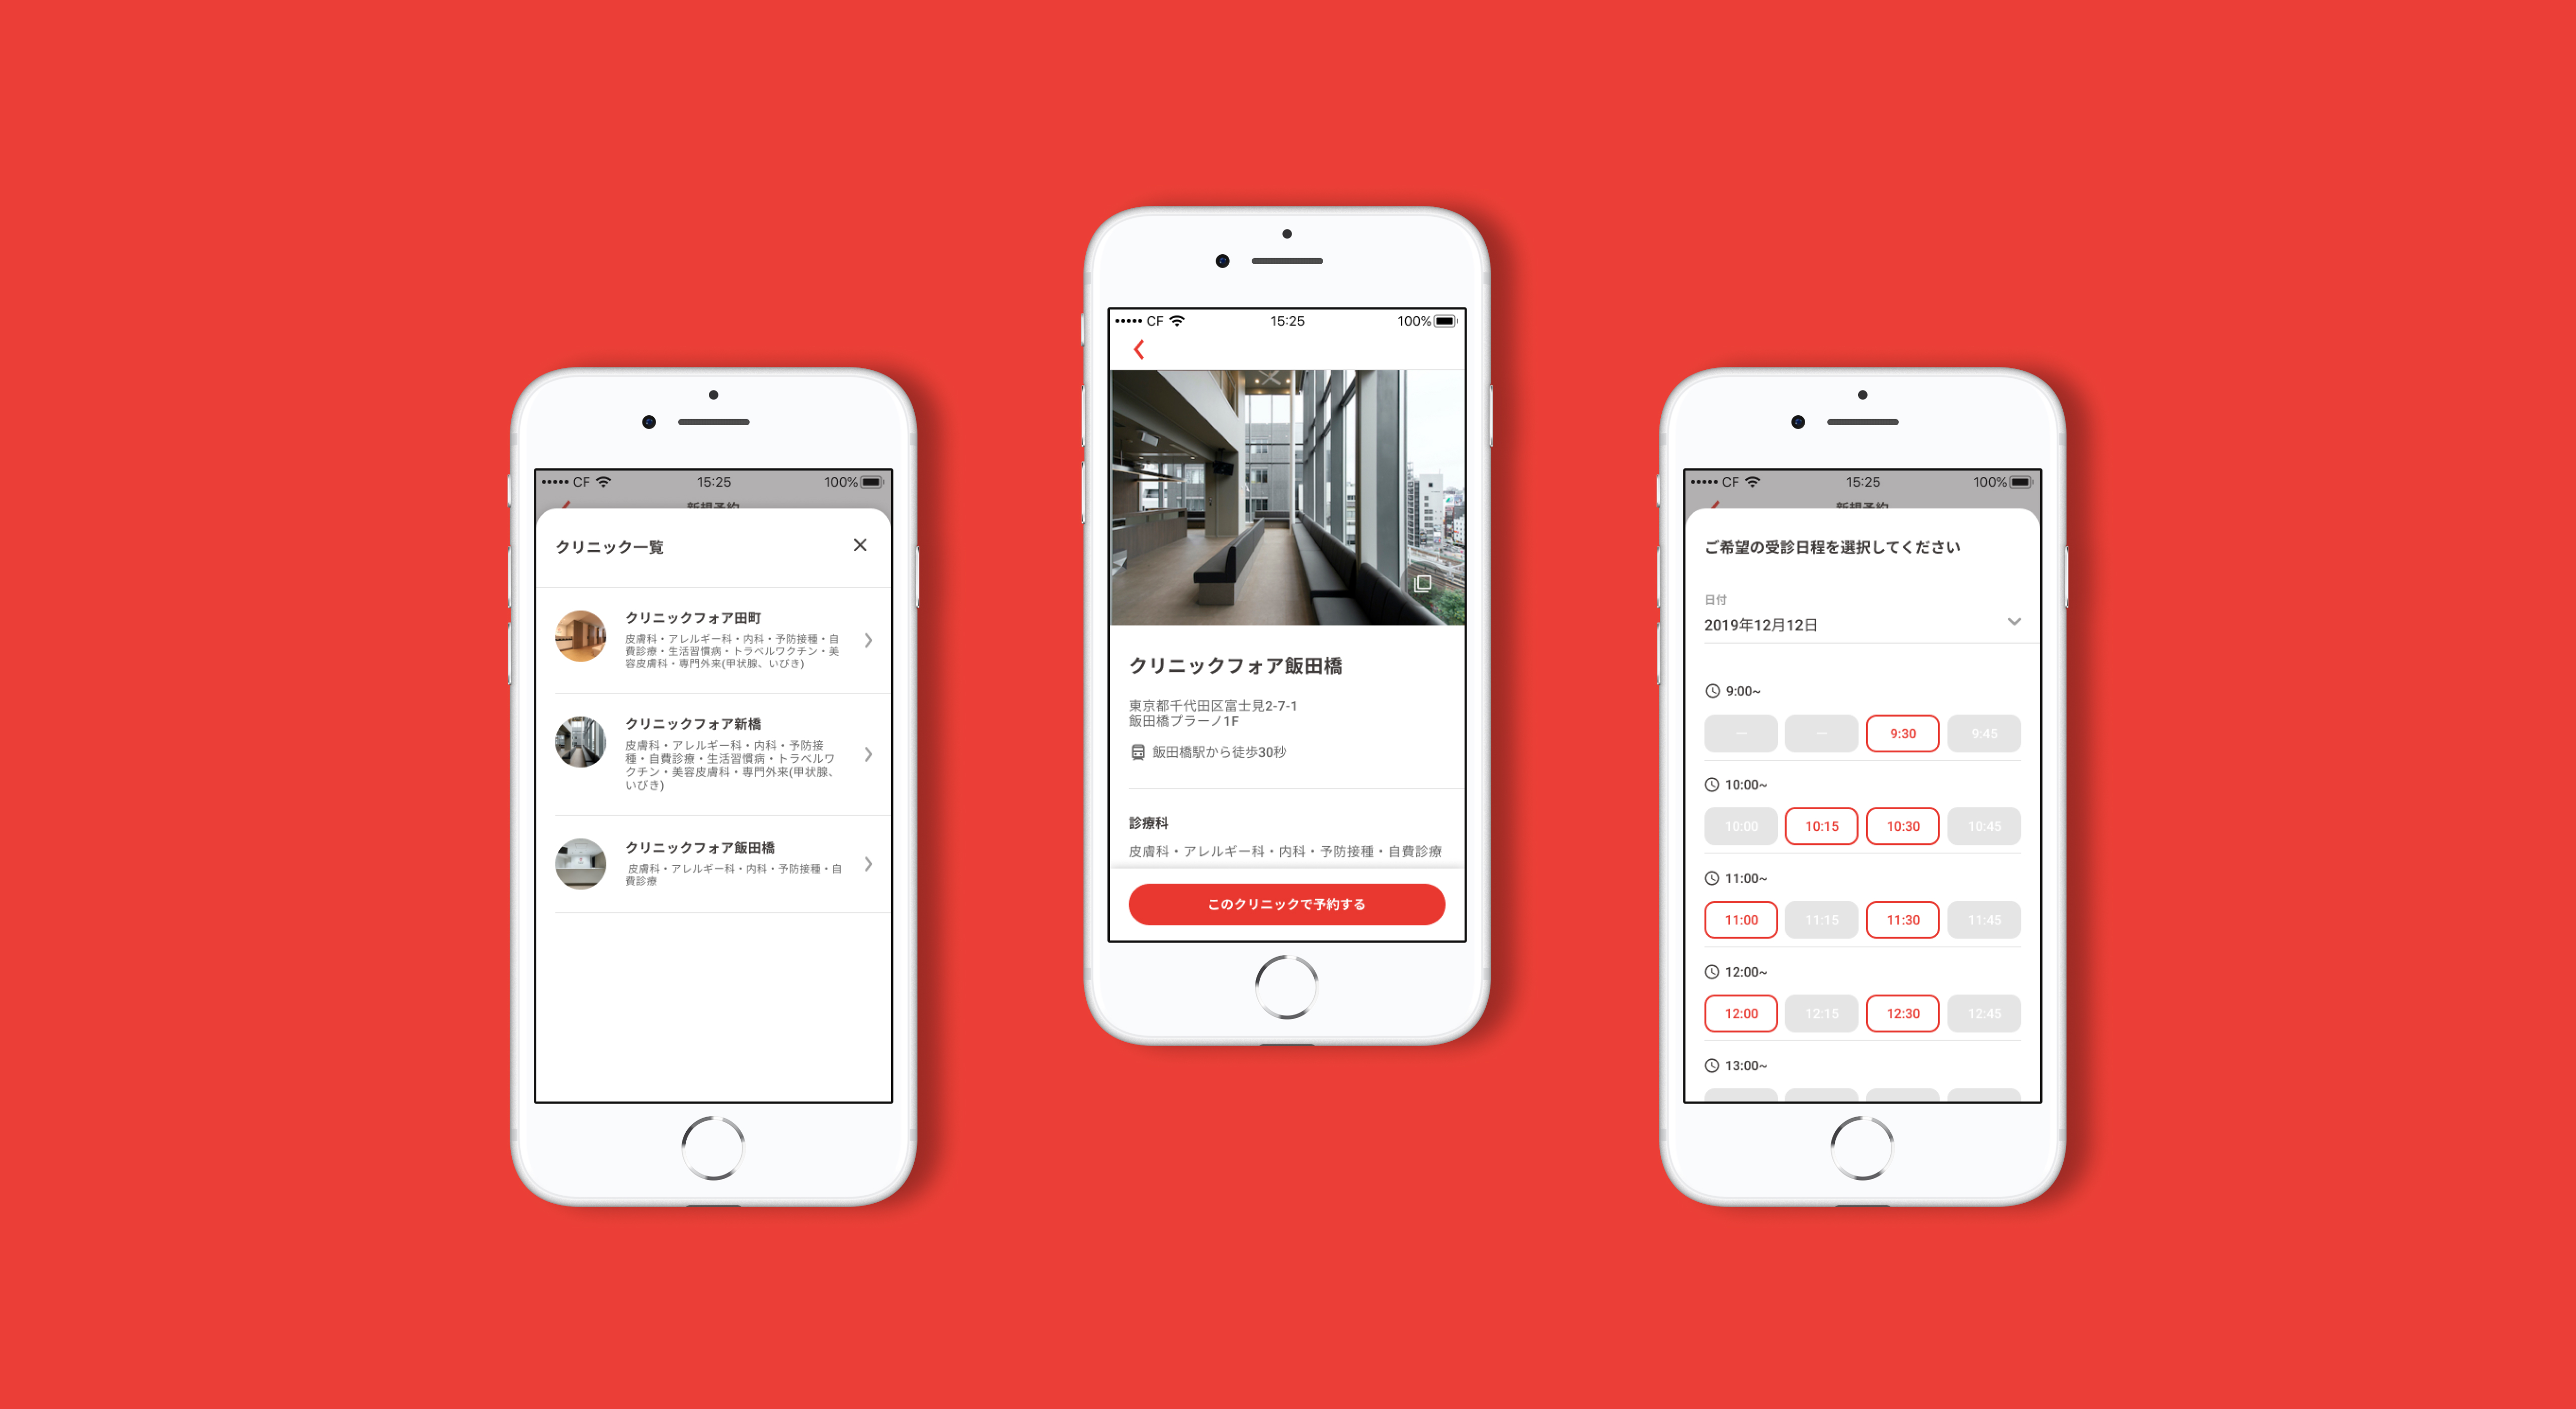 CF 15:25 100%
新規予約
クリニック一覧
クリニックフォア田町
皮膚科・アレルギー科・内科・予防接種・自
費診療・生活習慣病・トラベルワクチン・美
容皮膚科・専門外来(甲状腺、いびき)
クリニックフォア新橋
皮膚科・アレルギー科・内科・予防接
種・自費診療・生活習慣病・トラベルワ
クチン・美容皮膚科・専門外来(甲状腺、
いびき)
クリニックフォア飯田橋
皮膚科・アレルギー科・内科・予防接種・自
費診療
CF 15:25 100%
クリニックフォア飯田橋
東京都千代田区富士見2-7-1
飯田橋プラーノ1F
飯田橋駅から徒歩30秒
診療科
皮膚科・アレルギー科・内科・予防接種・自費診療
このクリニックで予約する
CF 15:25 100%
新規予約
ご希望の受診日程を選択してください
日付
2019年12月12日
9:00~
— — 9:30 9:45
10:00~
10:00 10:15 10:30 10:45
11:00~
11:00 11:15 11:30 11:45
12:00~
12:00 12:15 12:30 12:45
13:00~